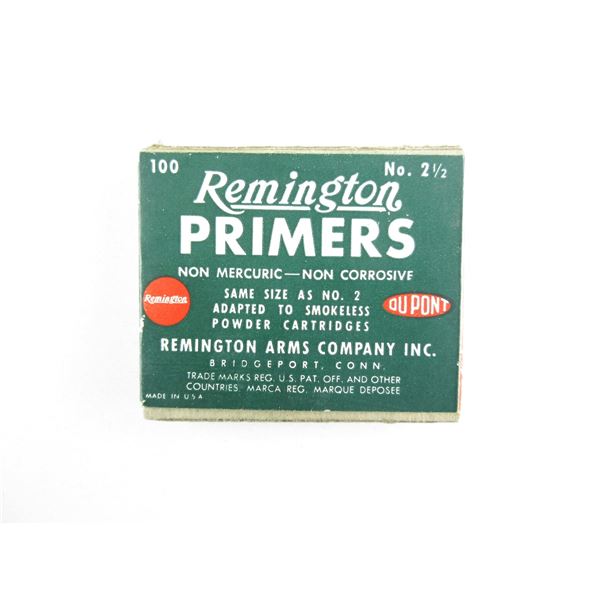 100 No. 2 1/2
Remington
PRIMERS
NON MERCURIC—NON CORROSIVE
Remington
SAME SIZE AS NO. 2
ADAPTED TO SMOKELESS
POWDER CARTRIDGES
DU PONT
REMINGTON ARMS COMPANY INC.
BRIDGEPORT, CONN.
TRADE MARKS REG. U.S. PAT. OFF. AND OTHER
COUNTRIES. MARCA REG. MARQUE DEPOSEE
MADE IN U.S.A.